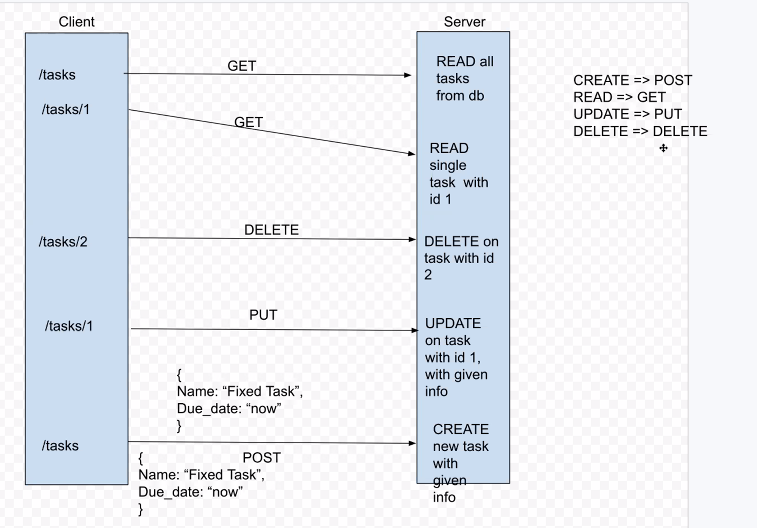 Client
Server
/tasks
GET
READ all
tasks
from db
CREATE => POST
READ => GET
UPDATE => PUT
DELETE => DELETE
/tasks/1
GET
READ
single
task with
id 1
/tasks/2
DELETE
DELETE on
task with id
2
/tasks/1
PUT
UPDATE
on task
with id 1,
with given
info
{
Name: “Fixed Task”,
Due_date: “now”
}
/tasks
POST
CREATE
new task
with
given
info
{
Name: “Fixed Task”,
Due_date: “now”
}